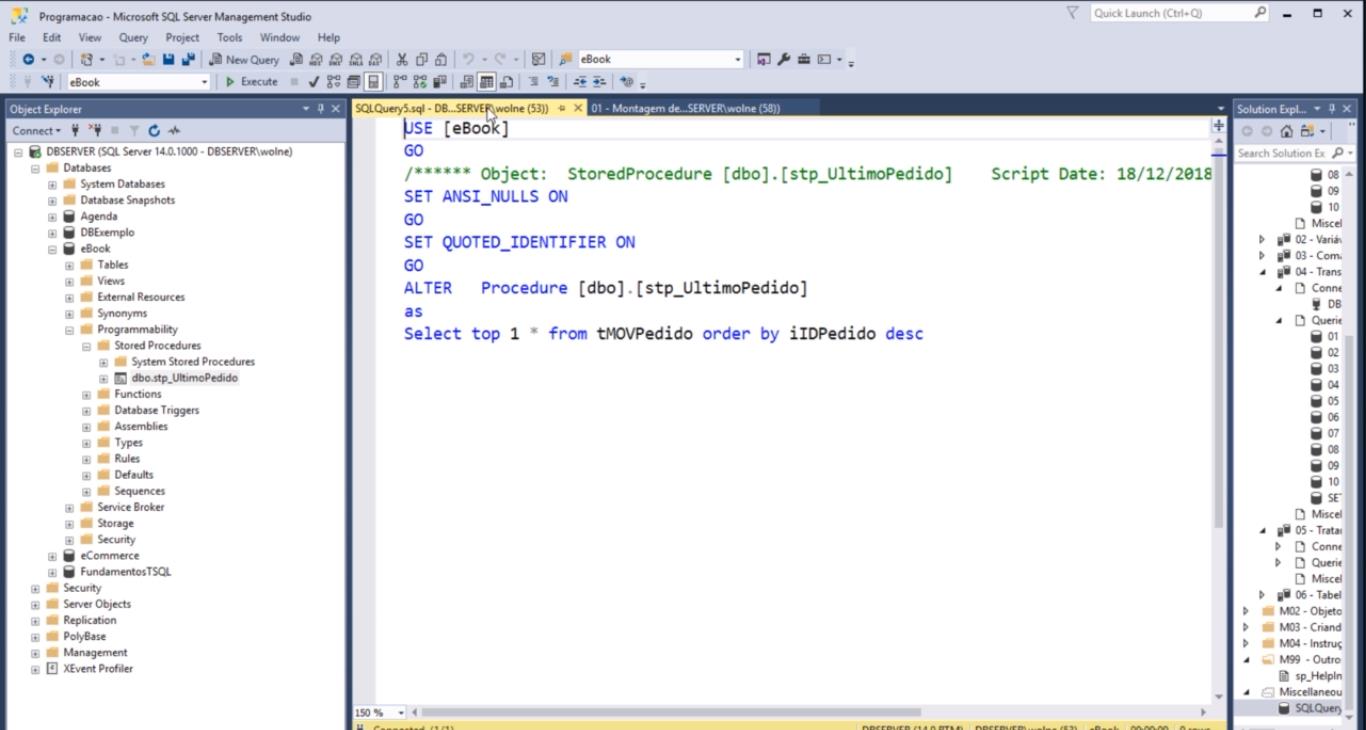 Programacao - Microsoft SQL Server Management Studio
Quick Launch (Ctrl+Q)
File Edit View Query Project Tools Window Help
New Query
eBook
eBook
Execute
Object Explorer
SQLQuery5.sql - DB...SERVER\wolne (53))
01 - Montagem de...SERVER\wolne (58))
Solution Expl...
Connect
Search Solution Ex
DBSERVER (SQL Server 14.0.1000 - DBSERVER\wolne)
Databases
System Databases
Database Snapshots
Agenda
DBExemplo
eBook
Tables
Views
External Resources
Synonyms
Programmability
Stored Procedures
System Stored Procedures
dbo.stp_UltimoPedido
Functions
Database Triggers
Assemblies
Types
Rules
Defaults
Sequences
Service Broker
Storage
Security
eCommerce
FundamentosTSQL
Security
Server Objects
Replication
PolyBase
Management
XEvent Profiler
USE [eBook]
GO
/****** Object:  StoredProcedure [dbo].[stp_UltimoPedido]    Script Date: 18/12/2018
SET ANSI_NULLS ON
GO
SET QUOTED_IDENTIFIER ON
GO
ALTER   Procedure [dbo].[stp_UltimoPedido]
as
Select top 1 * from tMOVPedido order by iIDPedido desc
150 %
Connected. (1/1)
DBSERVER (14.0 RTM)
DBSERVER\wolne (53)
eBook
00:00:00
0 rows
08
09
10
Miscel
02 - Variáv
03 - Com
04 - Trans
Conne
DB
Querie
01
02
03
04
05
06
07
08
09
10
SE
Miscel
05 - Tratar
Conne
Querie
Miscel
06 - Tabel
M02 - Objeto
M03 - Criand
M04 - Instruç
M99 - Outro
sp_HelpIn
Miscellaneou
SQLQuery